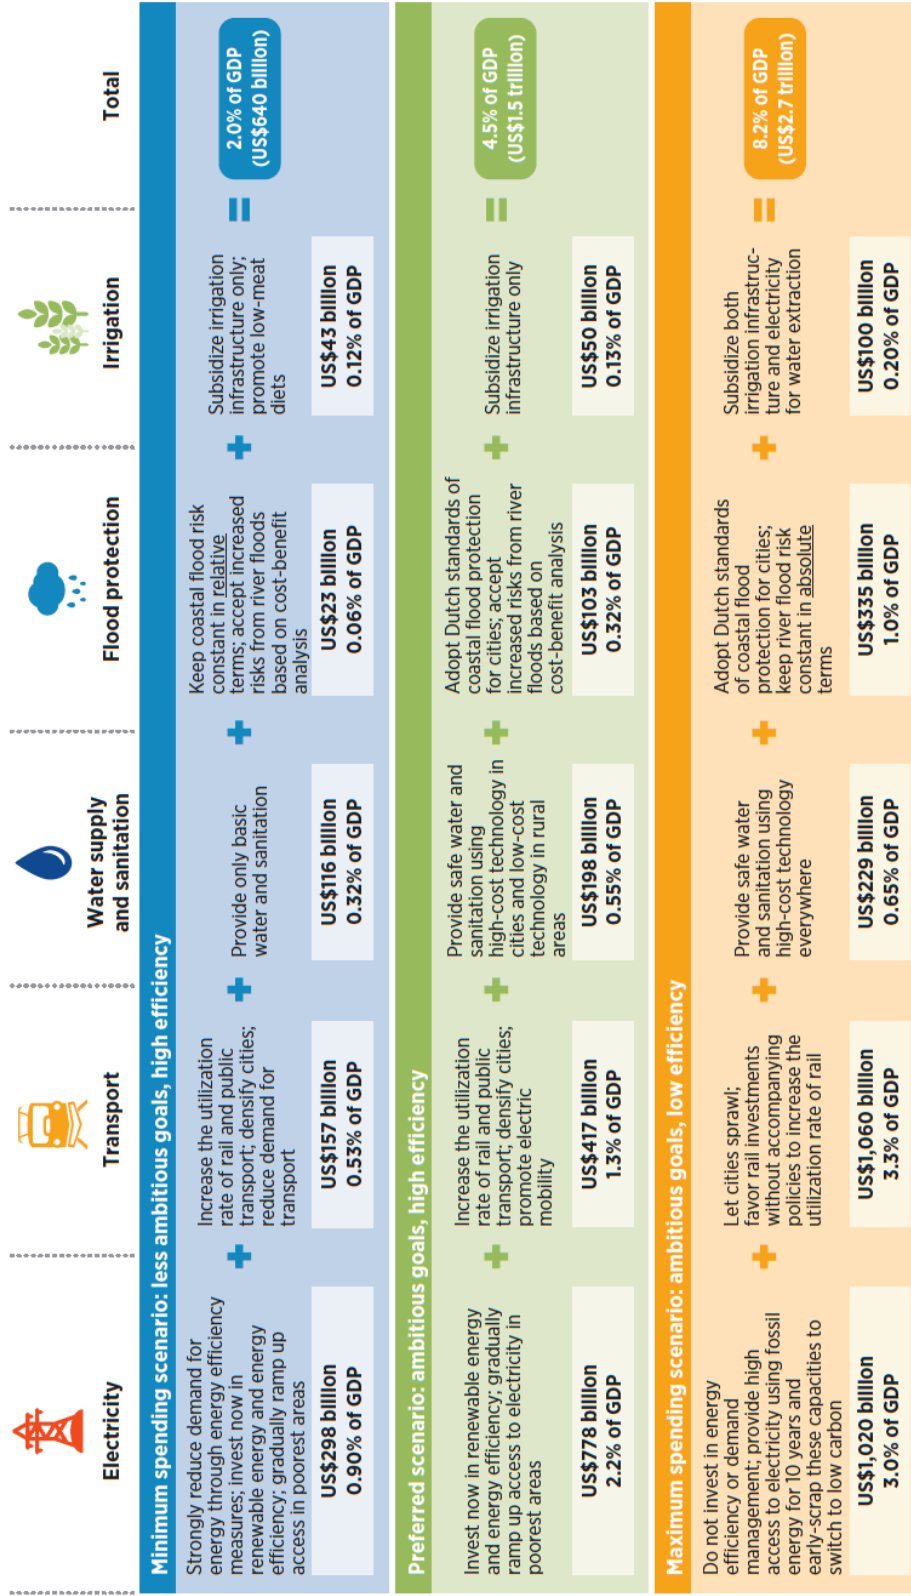 Electricity
Transport
Water supply
and sanitation
Flood protection
Irrigation
Total
Minimum spending scenario: less ambitious goals, high efficiency
Strongly reduce demand for
energy through energy efficiency
measures; invest now in
renewable energy and energy
efficiency; gradually ramp up
access in poorest areas
US$298 billion
0.90% of GDP
+
Increase the utilization
rate of rail and public
transport; densify cities;
reduce demand for
transport
US$157 billion
0.53% of GDP
+
Provide only basic
water and sanitation
US$116 billion
0.32% of GDP
+
Keep coastal flood risk
constant in relative
terms; accept increased
risks from river floods
based on cost-benefit
analysis
US$23 billion
0.06% of GDP
+
Subsidize irrigation
infrastructure only;
promote low-meat
diets
US$43 billion
0.12% of GDP
=
2.0% of GDP
(US$640 billion)
Preferred scenario: ambitious goals, high efficiency
Invest now in renewable energy
and energy efficiency; gradually
ramp up access to electricity in
poorest areas
US$778 billion
2.2% of GDP
+
Increase the utilization
rate of rail and public
transport; densify cities;
promote electric
mobility
US$417 billion
1.3% of GDP
+
Provide safe water and
sanitation using
high-cost technology in
cities and low-cost
technology in rural
areas
US$198 billion
0.55% of GDP
+
Adopt Dutch standards of
coastal flood protection
for cities; accept
increased risks from river
floods based on
cost-benefit analysis
US$103 billion
0.32% of GDP
+
Subsidize irrigation
infrastructure only
US$50 billion
0.13% of GDP
=
4.5% of GDP
(US$1.5 trillion)
Maximum spending scenario: ambitious goals, low efficiency
Do not invest in energy
efficiency or demand
management; provide high
access to electricity using fossil
energy for 10 years and
early-scrap these capacities to
switch to low carbon
US$1,020 billion
3.0% of GDP
+
Let cities sprawl;
favor rail investments
without accompanying
policies to increase the
utilization rate of rail
US$1,060 billion
3.3% of GDP
+
Provide safe water
and sanitation using
high-cost technology
everywhere
US$229 billion
0.65% of GDP
+
Adopt Dutch standards
of coastal flood
protection for cities;
keep river flood risk
constant in absolute
terms
US$335 billion
1.0% of GDP
+
Subsidize both
irrigation infrastruc-
ture and electricity
for water extraction
US$100 billion
0.20% of GDP
=
8.2% of GDP
(US$2.7 trillion)